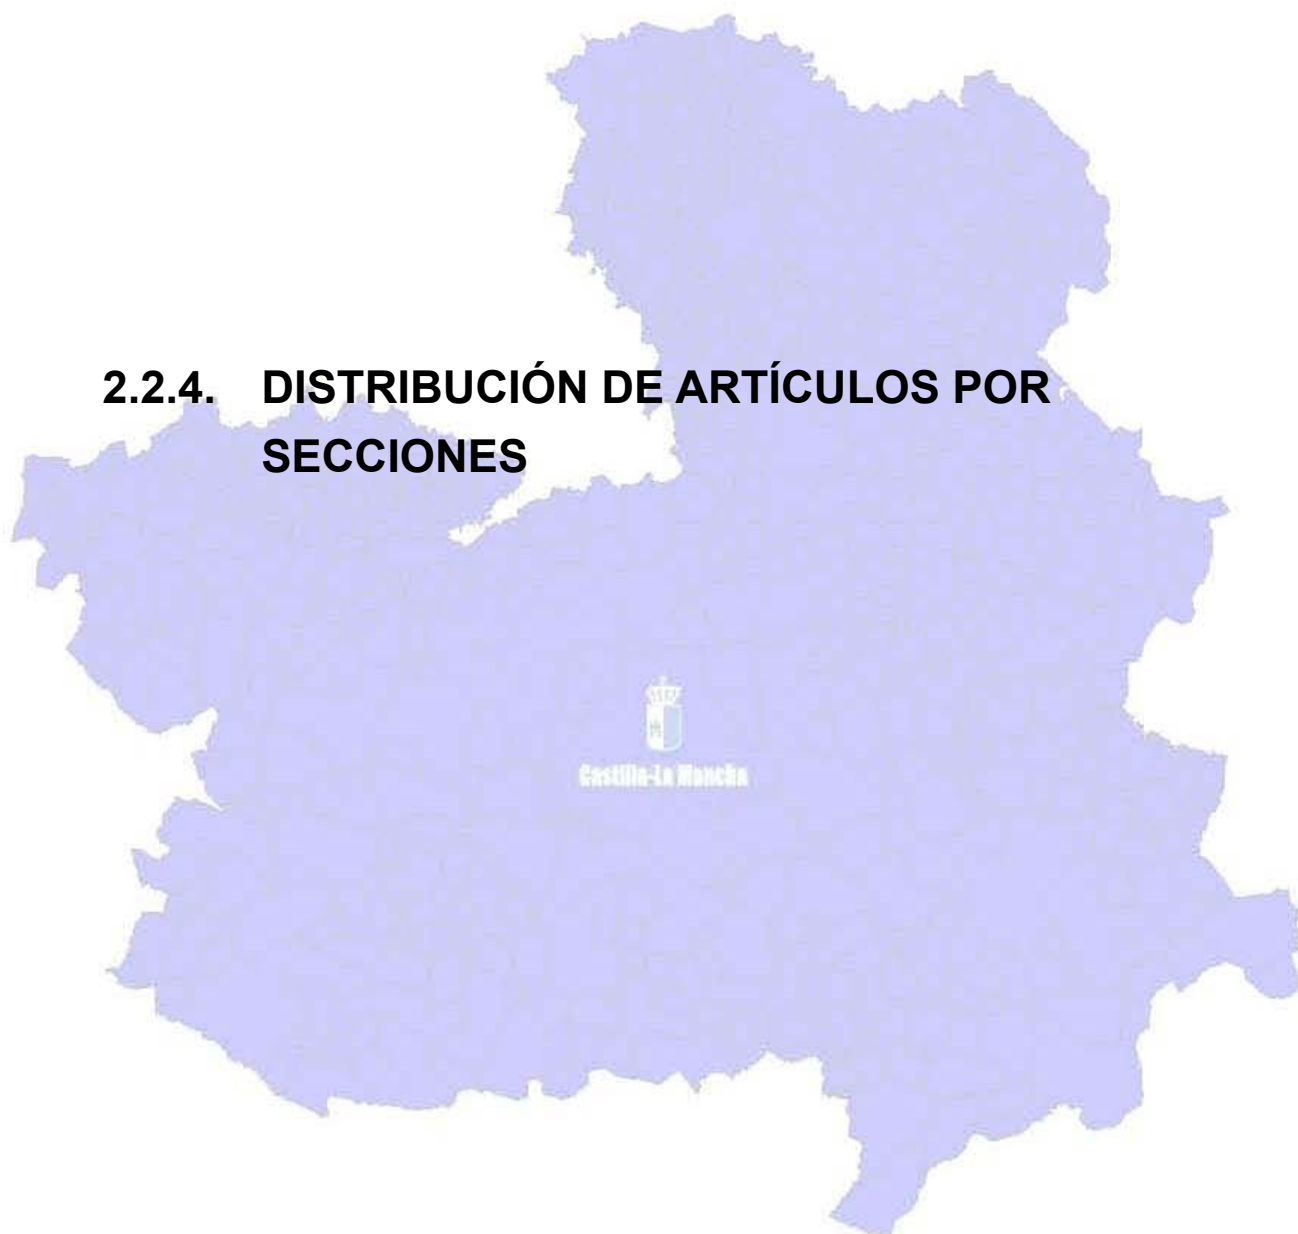 2.2.4. DISTRIBUCIÓN DE ARTÍCULOS POR
SECCIONES
Castilla-La Mancha